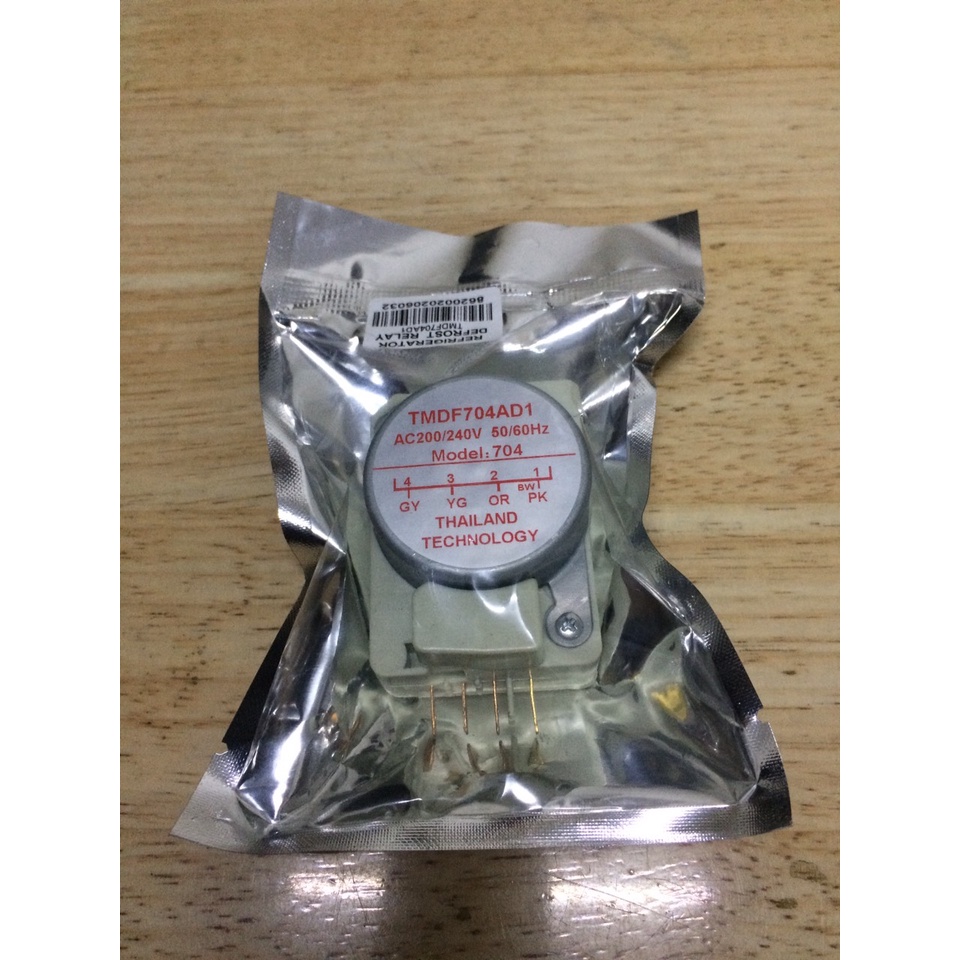 REFRIGERATOR
DEFROST RELAY
TMDF704AD1
8620020206032
TMDF704AD1
AC200/240V 50/60Hz
Model:704
4 3 2 1
BW
GY YG OR PK
THAILAND
TECHNOLOGY